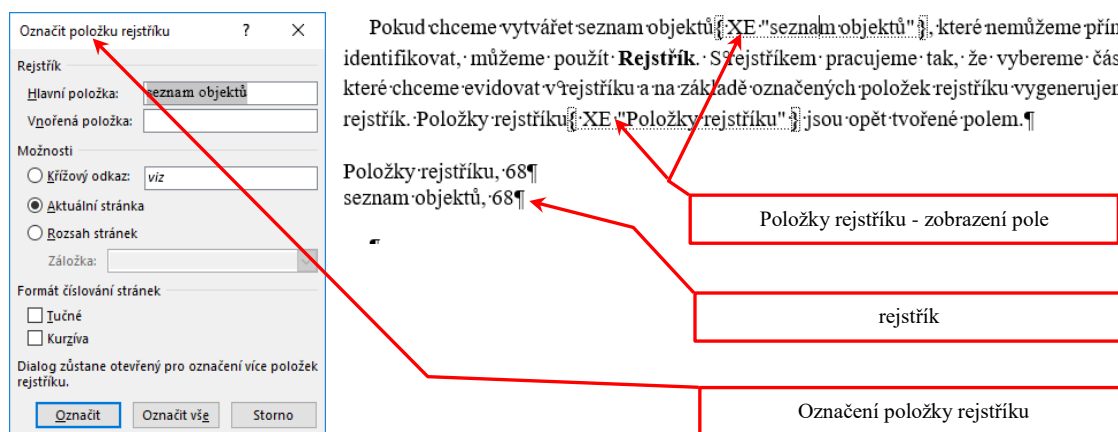 Označit položku rejstříku ? ×
Rejstřík
Hlavní položka: seznam objektů
Vnořená položka:
Možnosti
Křížový odkaz: viz
Aktuální stránka
Rozsah stránek
Záložka:
Formát číslování stránek
Tučné
Kurzíva
Dialog zůstane otevřený pro označení více položek
rejstříku.
Označit Označit vše Storno
Pokud·chceme·vytvářet·seznam·objektů{·XE·"seznam·objektů"·},·které·nemůžeme·přín
identifikovat,·můžeme·použít·Rejstřík.·S°rejstříkem·pracujeme·tak,·že·vybereme·čás
které·chceme·evidovat·v°rejstříku·a·na·základě·označených·položek·rejstříku·vygenerujem
rejstřík.·Položky·rejstříku{·XE·"Položky·rejstříku"·}·jsou·opět·tvořené·polem.¶
Položky·rejstříku,·68¶
seznam·objektů,·68¶
¶
Položky rejstříku - zobrazení pole
rejstřík
Označení položky rejstříku